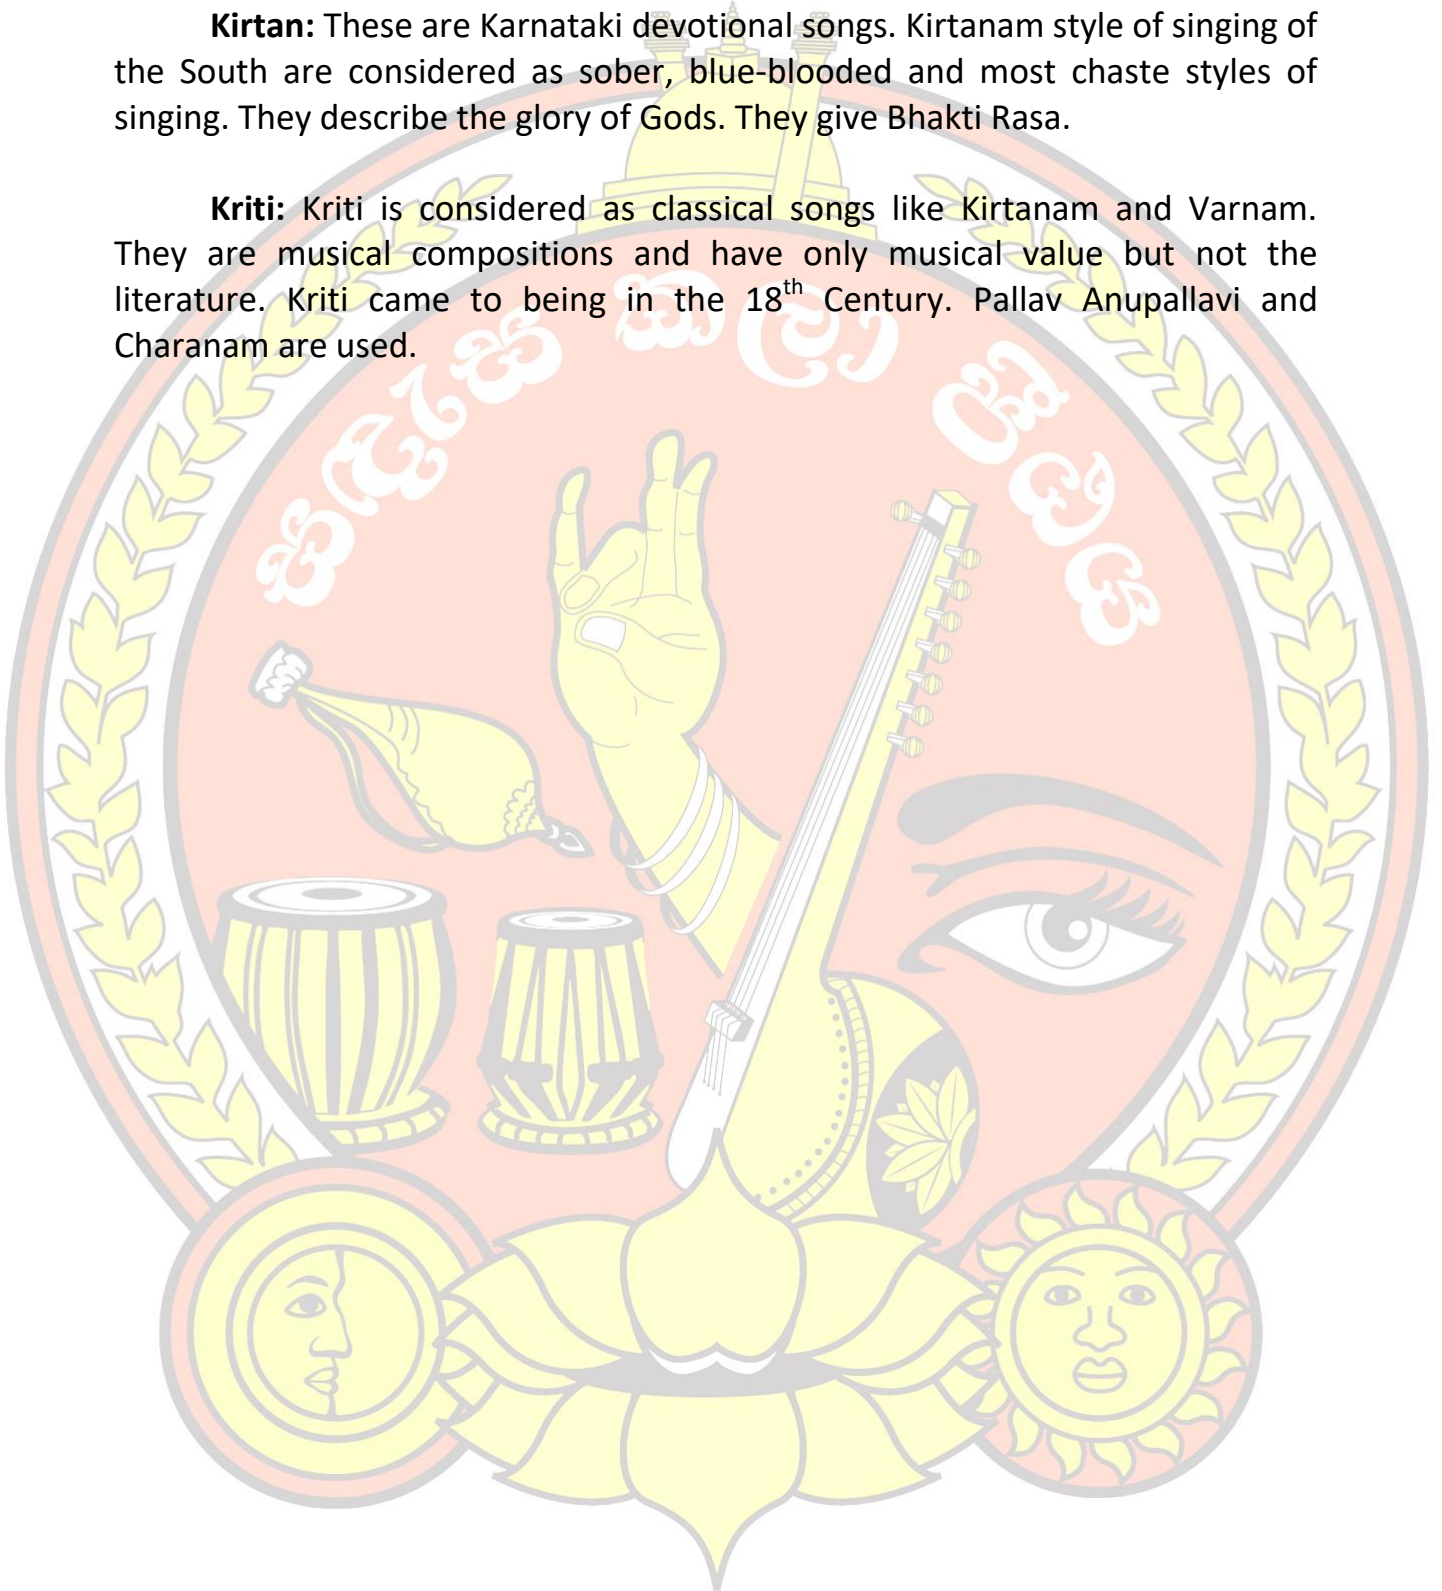 Kirtan: These are Karnataki devotional songs. Kirtanam style of singing of
the South are considered as sober, blue-blooded and most chaste styles of
singing. They describe the glory of Gods. They give Bhakti Rasa.
Kriti: Kriti is considered as classical songs like Kirtanam and Varnam.
They are musical compositions and have only musical value but not the
literature. Kriti came to being in the 18th Century. Pallav Anupallavi and
Charanam are used.
කලා